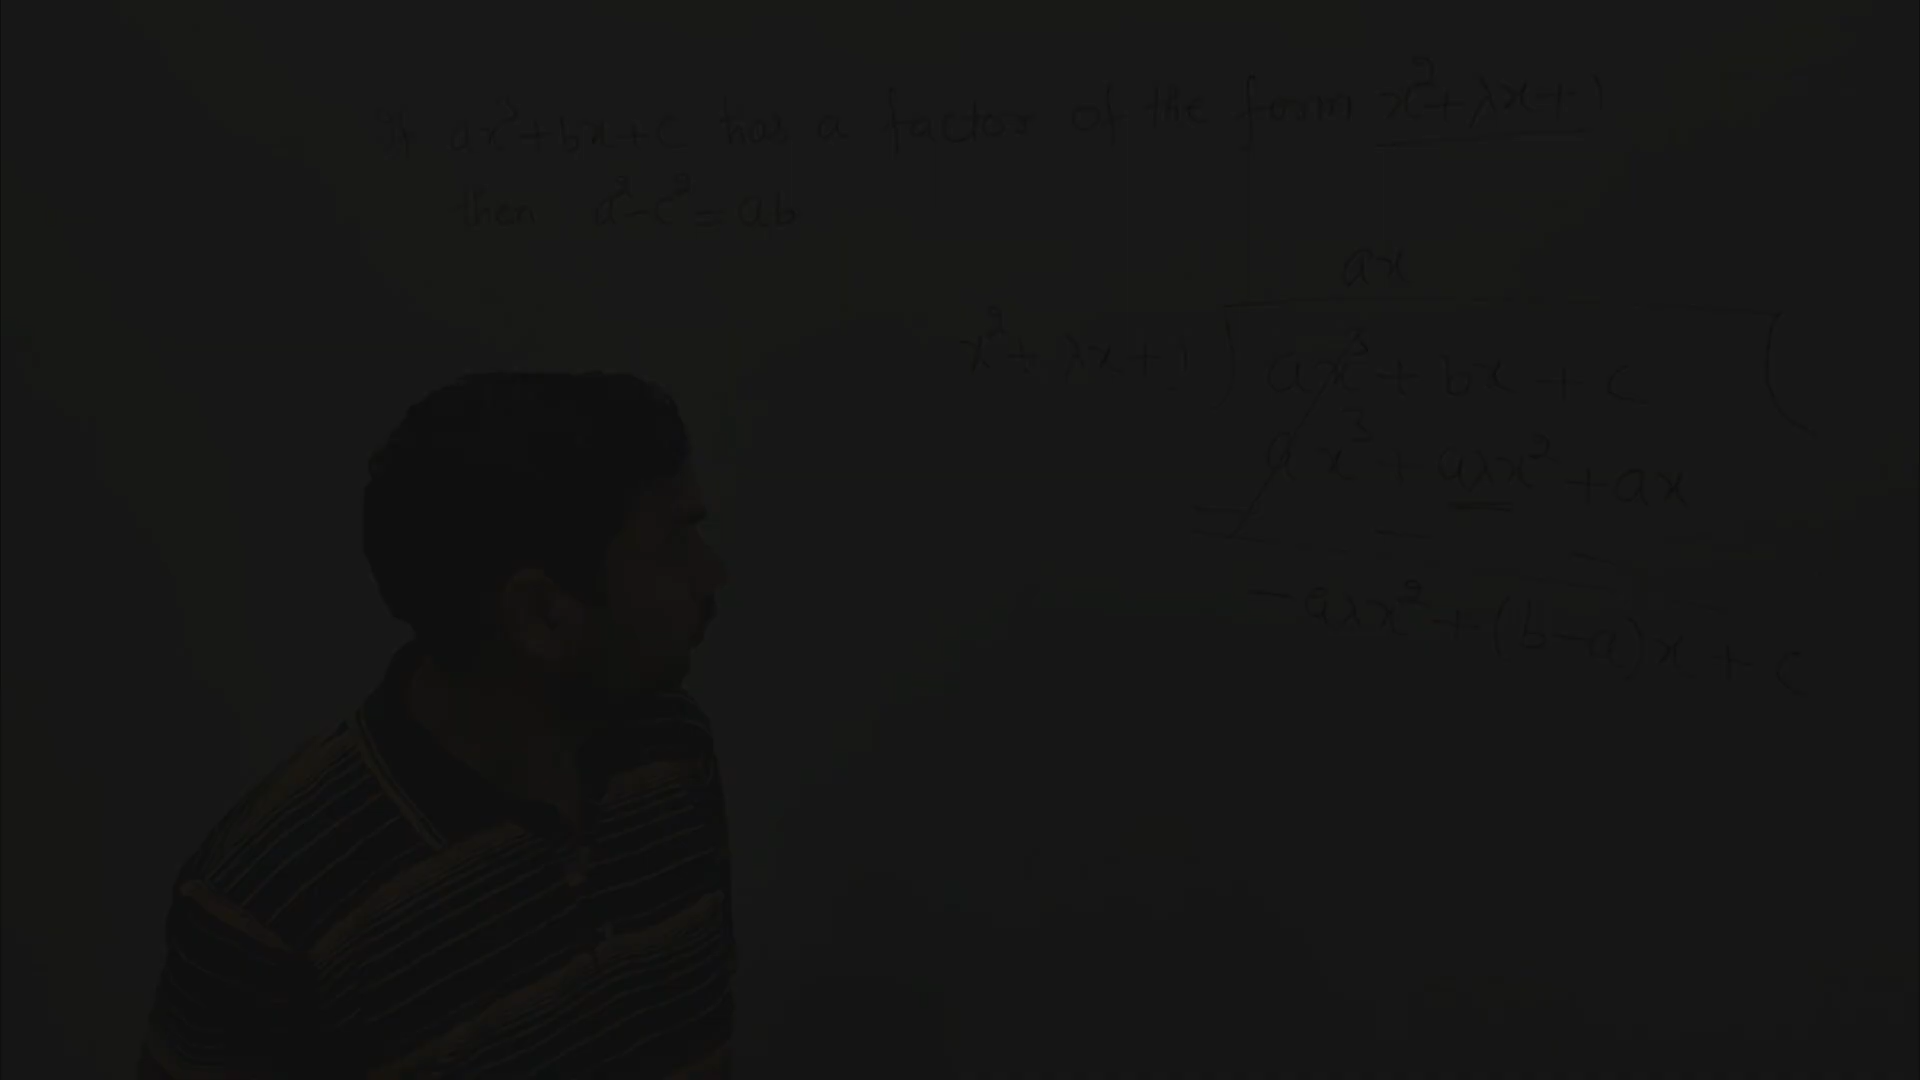 If ax³+bx+c has a factor of the form x²+λx+1
then a²-c²=ab
ax
x²+λx+1) ax³+bx+c (
ax³+aλx²+ax
- - -
-aλx²+(b-a)x+c